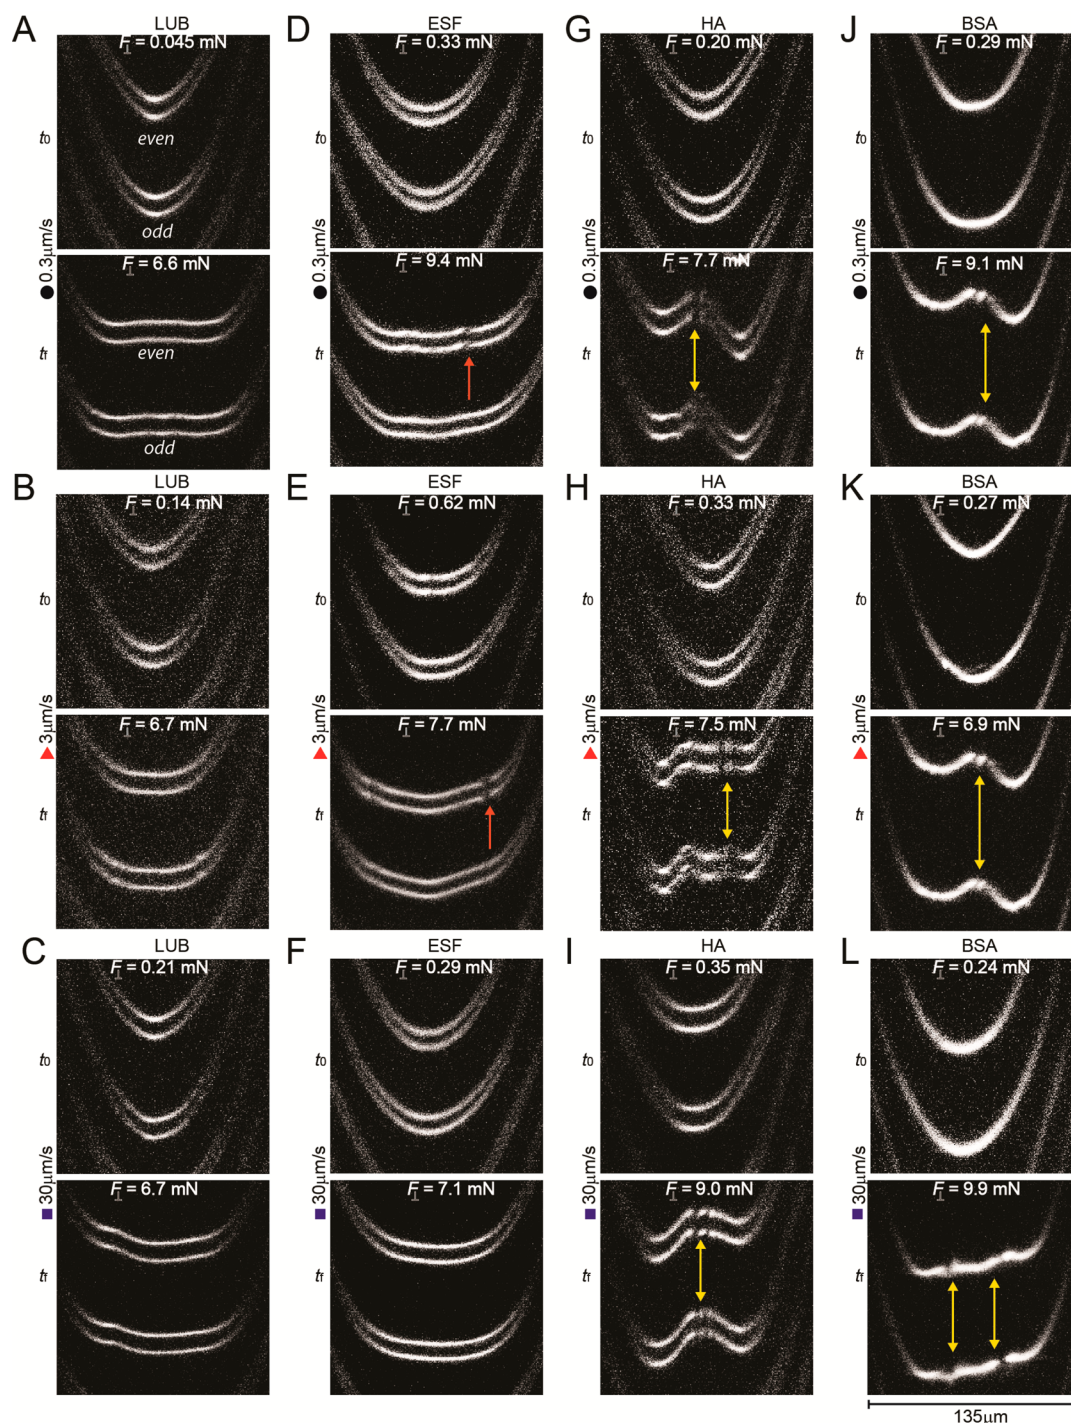 A
LUB
F⊥ = 0.045 mN
even
odd
t0
0.3μm/s
F⊥ = 6.6 mN
even
odd
tf
D
ESF
F⊥ = 0.33 mN
t0
0.3μm/s
F⊥ = 9.4 mN
tf
G
HA
F⊥ = 0.20 mN
t0
0.3μm/s
F⊥ = 7.7 mN
tf
J
BSA
F⊥ = 0.29 mN
t0
0.3μm/s
F⊥ = 9.1 mN
tf
B
LUB
F⊥ = 0.14 mN
t0
3μm/s
F⊥ = 6.7 mN
tf
E
ESF
F⊥ = 0.62 mN
t0
3μm/s
F⊥ = 7.7 mN
tf
H
HA
F⊥ = 0.33 mN
t0
3μm/s
F⊥ = 7.5 mN
tf
K
BSA
F⊥ = 0.27 mN
t0
3μm/s
F⊥ = 6.9 mN
tf
C
LUB
F⊥ = 0.21 mN
t0
30μm/s
F⊥ = 6.7 mN
tf
F
ESF
F⊥ = 0.29 mN
t0
30μm/s
F⊥ = 7.1 mN
tf
I
HA
F⊥ = 0.35 mN
t0
30μm/s
F⊥ = 9.0 mN
tf
L
BSA
F⊥ = 0.24 mN
t0
30μm/s
F⊥ = 9.9 mN
tf
135μm